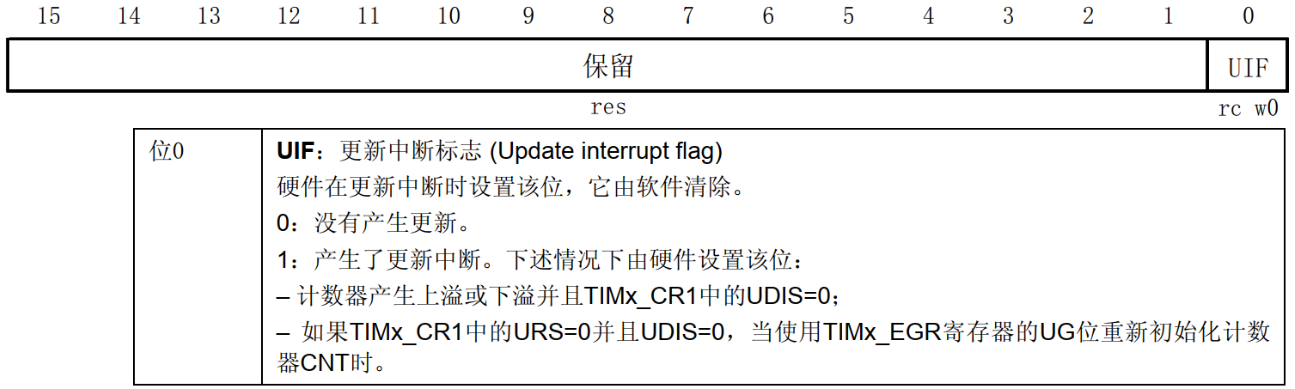 15 14 13 12 11 10 9 8 7 6 5 4 3 2 1 0
保留 UIF
res rc w0
位0 UIF：更新中断标志 (Update interrupt flag)
硬件在更新中断时设置该位，它由软件清除。
0：没有产生更新。
1：产生了更新中断。下述情况下由硬件设置该位：
– 计数器产生上溢或下溢并且TIMx_CR1中的UDIS=0；
– 如果TIMx_CR1中的URS=0并且UDIS=0，当使用TIMx_EGR寄存器的UG位重新初始化计数
器CNT时。